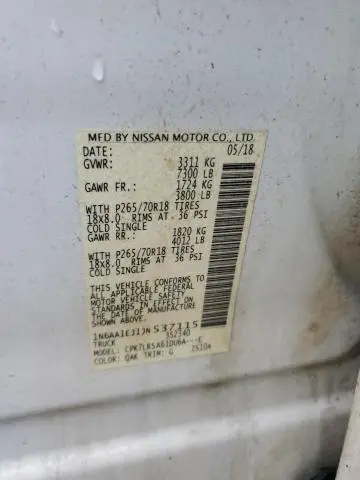 MFD BY NISSAN MOTOR CO., LTD.
DATE: 05/18
GVWR: 3311 KG
7300 LB
GAWR FR.: 1724 KG
3800 LB
WITH P265/70R18 TIRES
18x8.0 RIMS AT 36 PSI
COLD SINGLE
GAWR RR.: 1820 KG
4012 LB
WITH P265/70R18 TIRES
18x8.0 RIMS AT 36 PSI
COLD SINGLE
THIS VEHICLE CONFORMS TO
ALL APPLICABLE FEDERAL
MOTOR VEHICLE SAFETY STANDARDS
IN EFFECT ON THE DATE
OF MANUFACTURE
1N6AA1EJ1JN537115
TRUCK 352340
MODEL:
COLOR: QAK TRIM: G